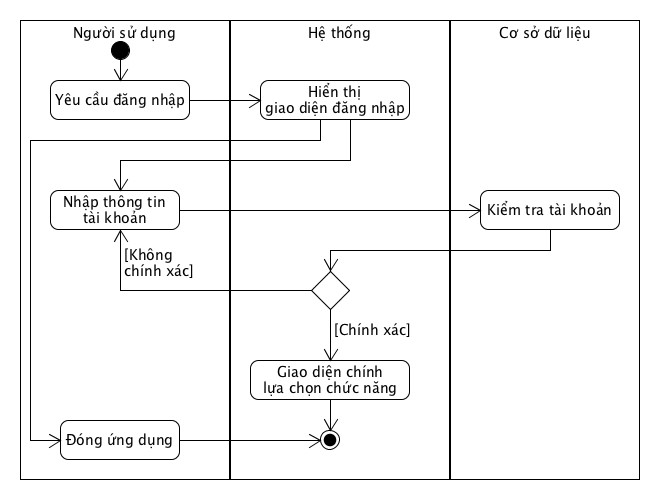 Người sử dụng
Hệ thống
Cơ sở dữ liệu
Yêu cầu đăng nhập
Hiển thị
giao diện đăng nhập
Nhập thông tin
tài khoản
Kiểm tra tài khoản
[Không
chính xác]
[Chính xác]
Giao diện chính
lựa chọn chức năng
Đóng ứng dụng